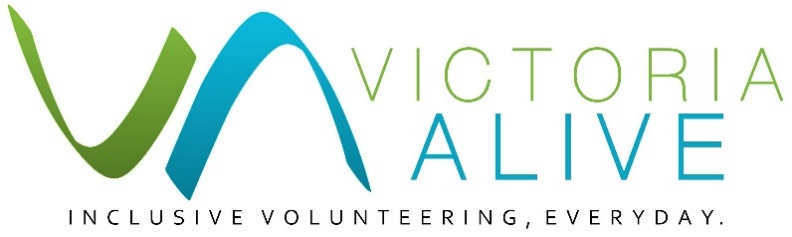 VICTORIA
ALIVE
INCLUSIVE VOLUNTEERING, EVERYDAY.